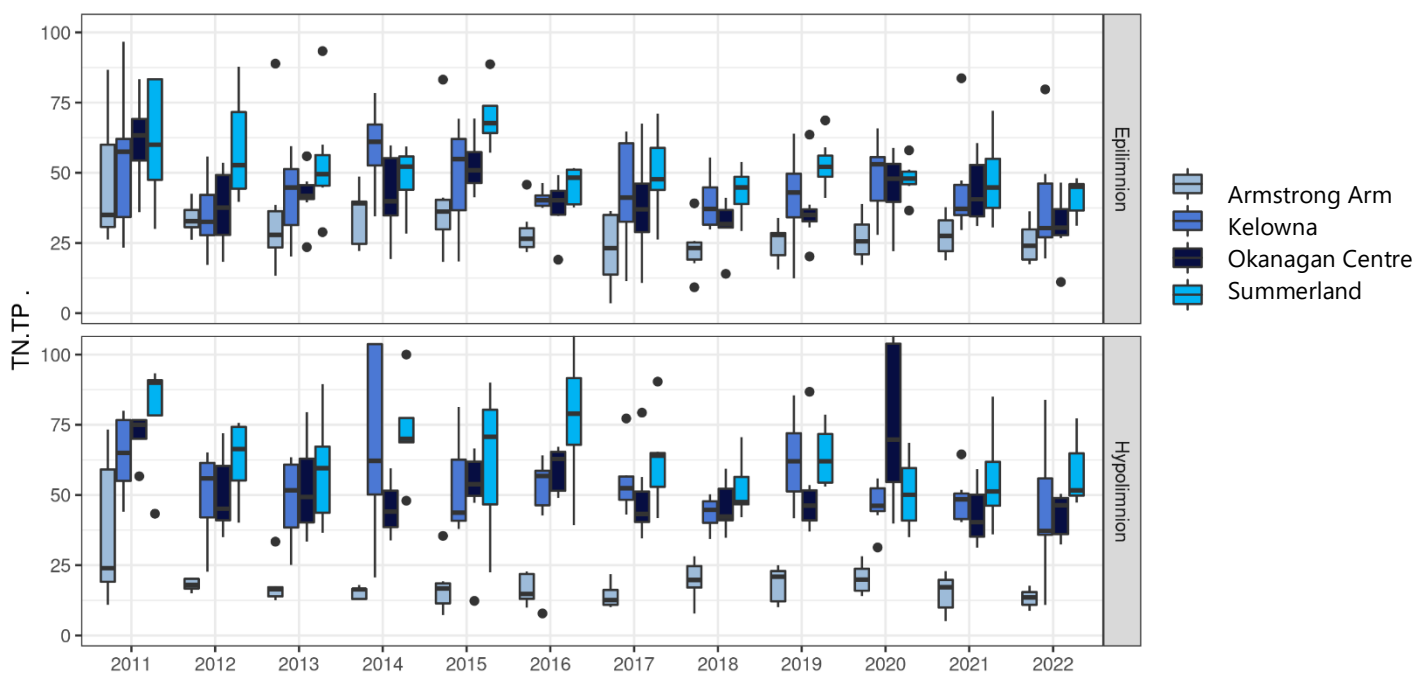 TN.TP .
100
75
50
25
0
Epilimnion
100
75
50
25
0
Hypolimnion
2011 2012 2013 2014 2015 2016 2017 2018 2019 2020 2021 2022
Armstrong Arm
Kelowna
Okanagan Centre
Summerland